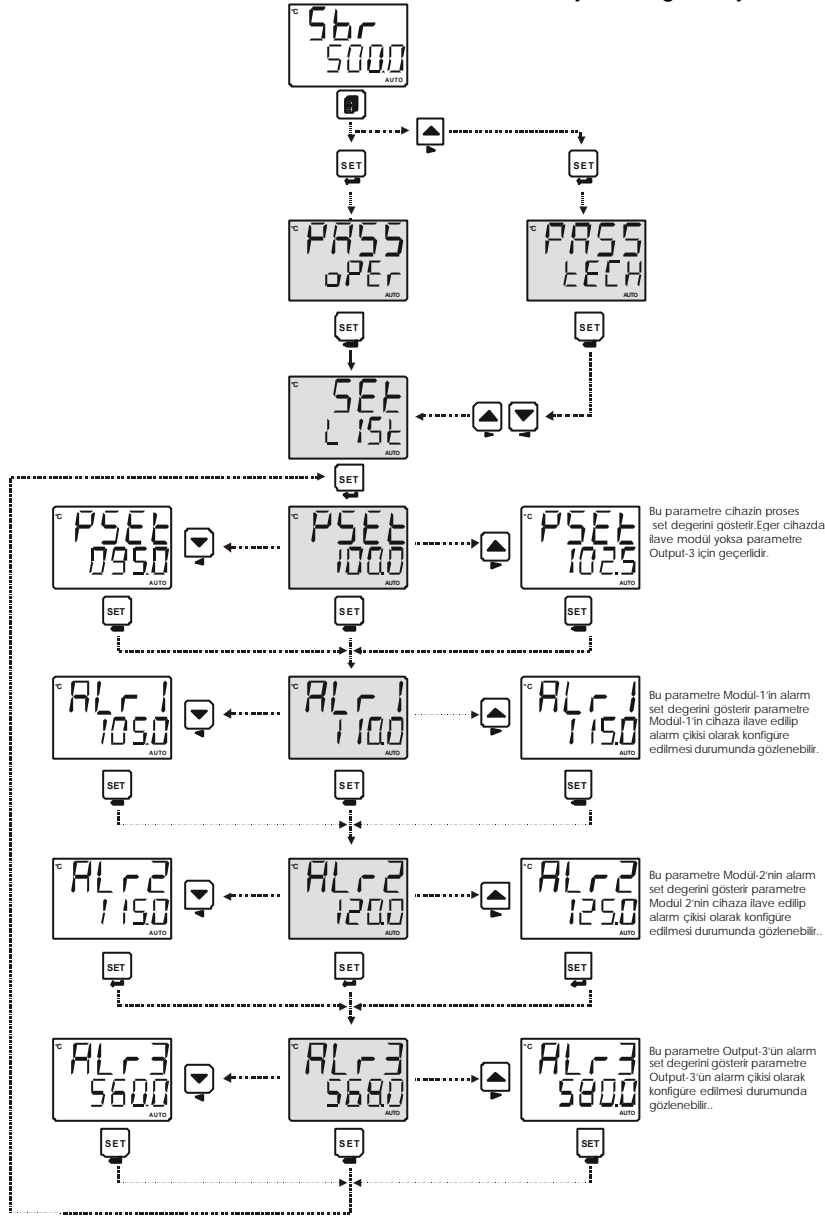 °C
Sbr
500.0
AUTO
SET
SET
°C
PASS
oPEr
AUTO
°C
PASS
tECH
AUTO
SET
SET
°C
SEt
LISt
AUTO
SET
°C
PSEt
095.0
AUTO
°C
PSEt
100.0
AUTO
°C
PSEt
102.5
AUTO
Bu parametre cihazin proses
set degerini gösterir.Eger cihazda
ilave modül yoksa parametre
Output-3 için geçerlidir.
SET
SET
SET
°C
ALr1
105.0
AUTO
°C
ALr1
110.0
AUTO
°C
ALr1
115.0
AUTO
Bu parametre Modül-1'in alarm
set degerini gösterir parametre
Modül-1'in cihaza ilave edilip
alarm çikisi olarak konfigüre
edilmesi durumunda gözlenebilir.
SET
SET
SET
°C
ALr2
115.0
AUTO
°C
ALr2
120.0
AUTO
°C
ALr2
125.0
AUTO
Bu parametre Modül-2'nin alarm
set degerini gösterir parametre
Modül 2'nin cihaza ilave edilip
alarm çikisi olarak konfigüre
edilmesi durumunda gözlenebilir..
SET
SET
SET
°C
ALr3
560.0
AUTO
°C
ALr3
568.0
AUTO
°C
ALr3
580.0
AUTO
Bu parametre Output-3'ün alarm
set degerini gösterir parametre
Output-3'ün alarm çikisi olarak
konfigüre edilmesi durumunda
gözlenebilir..
SET
SET
SET